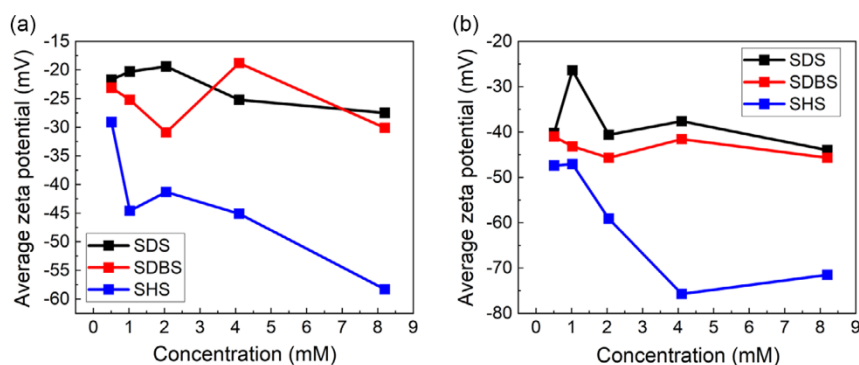 (a)
-15
-20
-25
-30
-35
-40
-45
-50
-55
-60
Average zeta potential (mV)
SDS
SDBS
SHS
0 1 2 3 4 5 6 7 8 9
Concentration (mM)
(b)
-20
-30
-40
-50
-60
-70
-80
Average zeta potential (mV)
SDS
SDBS
SHS
0 1 2 3 4 5 6 7 8 9
Concentration (mM)